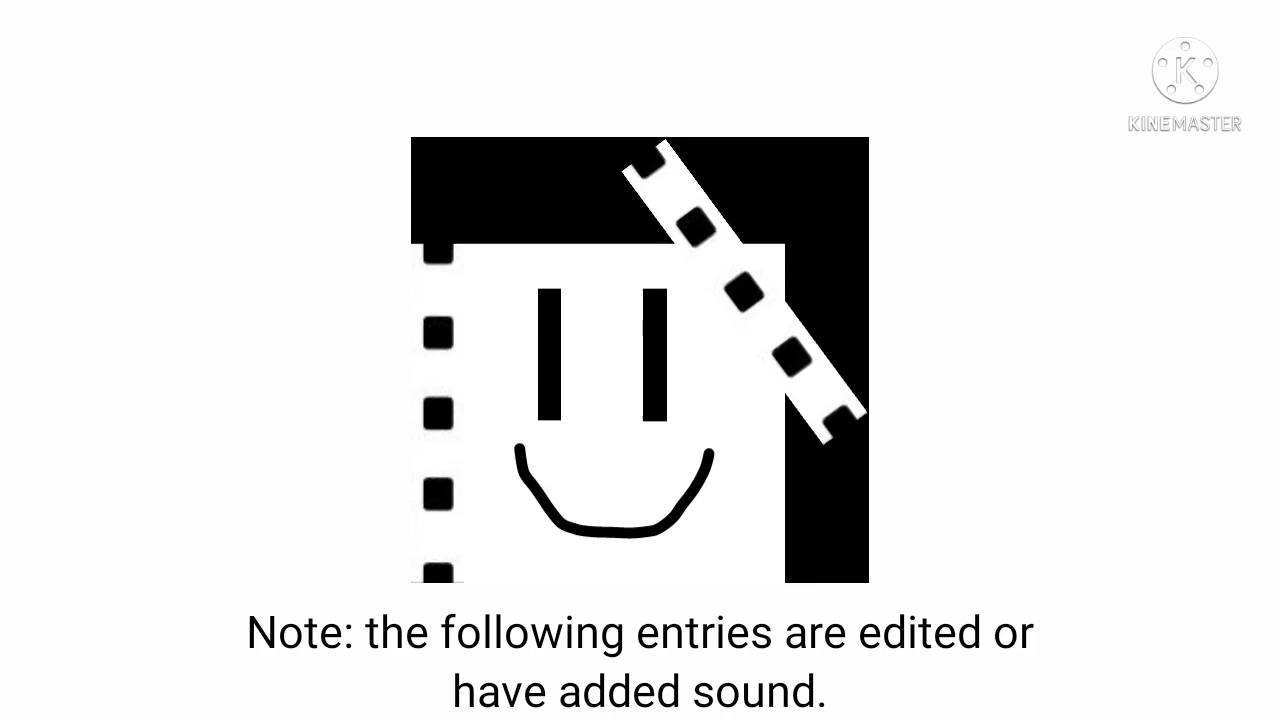 K
KINEMASTER
Note: the following entries are edited or
have added sound.